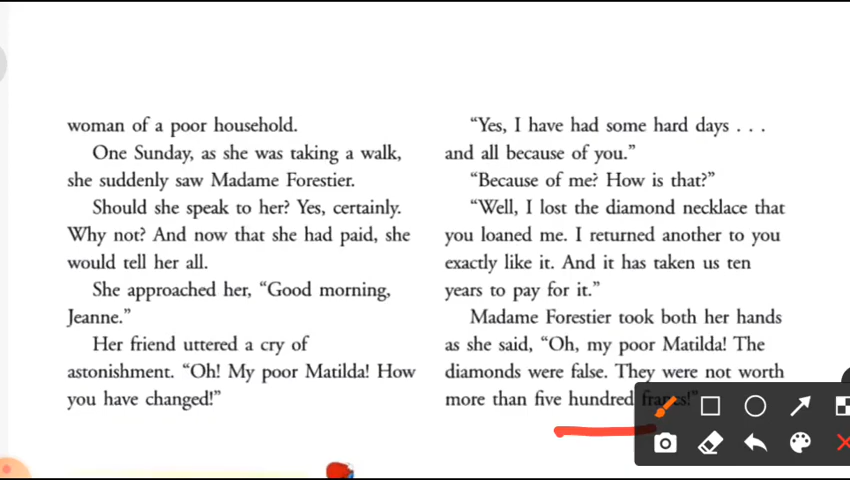 woman of a poor household.
One Sunday, as she was taking a walk,
she suddenly saw Madame Forestier.
Should she speak to her? Yes, certainly.
Why not? And now that she had paid, she
would tell her all.
She approached her, “Good morning,
Jeanne.”
Her friend uttered a cry of
astonishment. “Oh! My poor Matilda! How
you have changed!”
“Yes, I have had some hard days . . .
and all because of you.”
“Because of me? How is that?”
“Well, I lost the diamond necklace that
you loaned me. I returned another to you
exactly like it. And it has taken us ten
years to pay for it.”
Madame Forestier took both her hands
as she said, “Oh, my poor Matilda! The
diamonds were false. They were not worth
more than five hundred francs!”